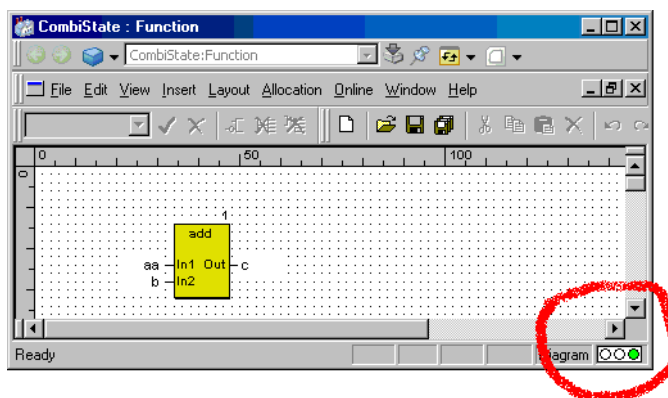 CombiState : Function
CombiState:Function
File Edit View Insert Layout Allocation Online Window Help
0 50 100
0
1
add
aa In1 Out c
b In2
Ready Diagram